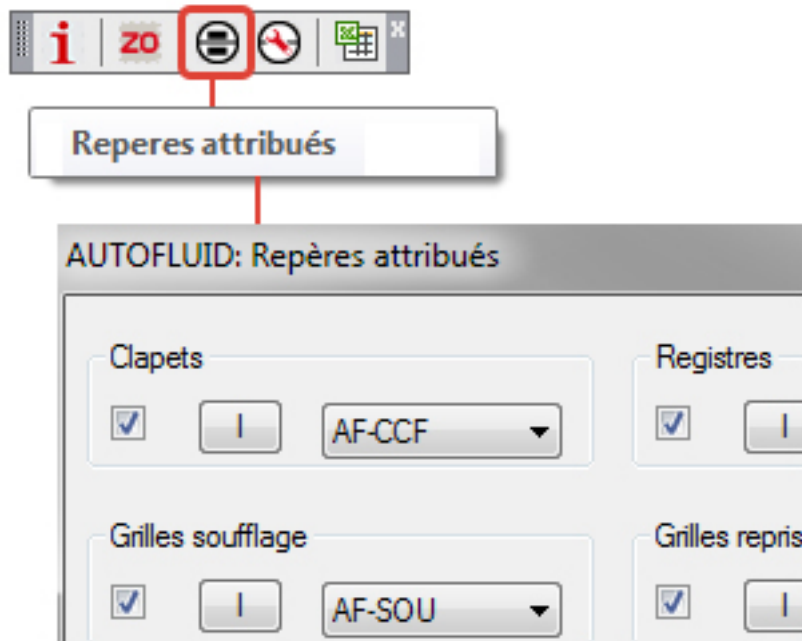 i ZO
Reperes attribués
AUTOFLUID: Repères attribués
Clapets Registres
I AF-CCF I
Grilles soufflage Grilles repris
I AF-SOU I